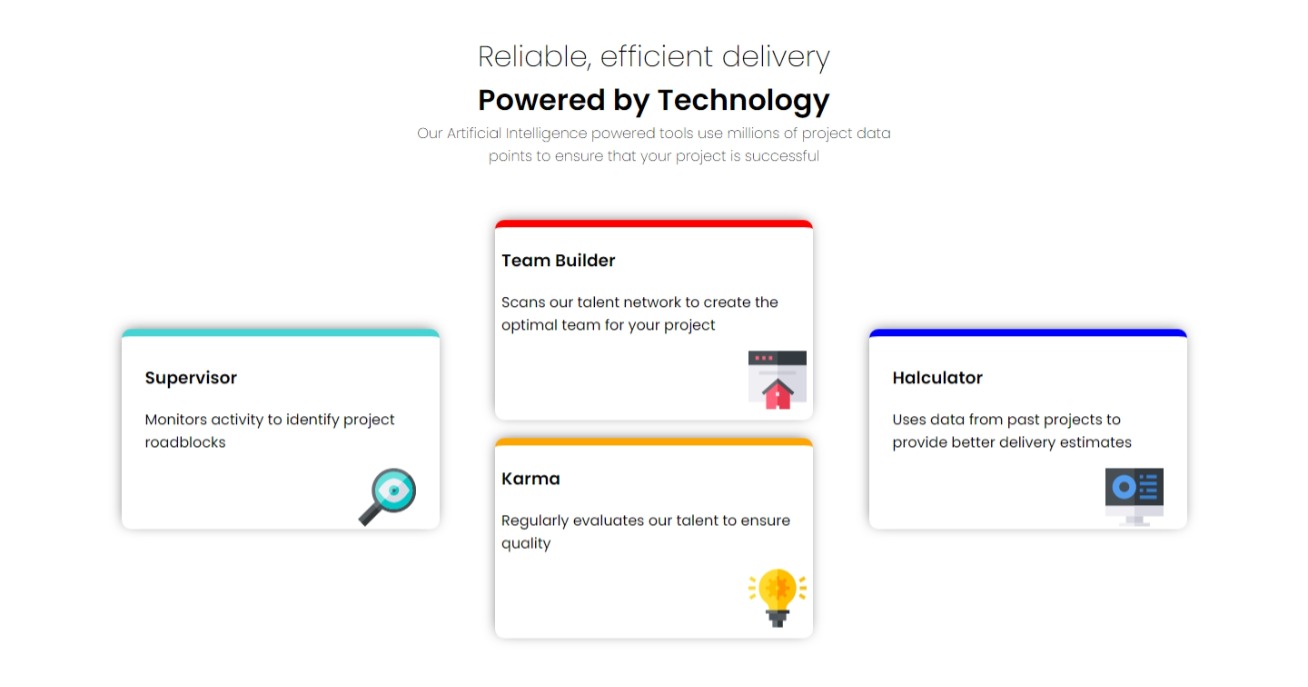 Reliable, efficient delivery
Powered by Technology
Our Artificial Intelligence powered tools use millions of project data
points to ensure that your project is successful
Supervisor
Monitors activity to identify project
roadblocks
Team Builder
Scans our talent network to create the
optimal team for your project
Karma
Regularly evaluates our talent to ensure
quality
Halculator
Uses data from past projects to
provide better delivery estimates